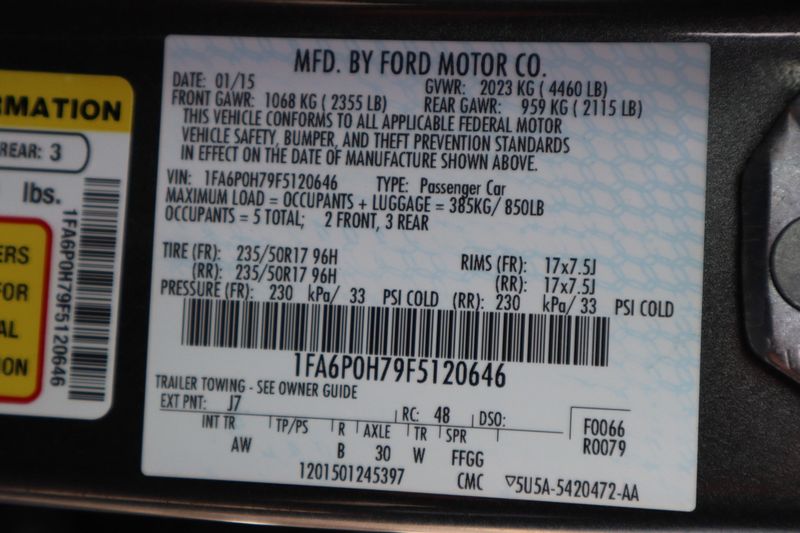 MFD. BY FORD MOTOR CO.
DATE: 01/15 GVWR: 2023 KG ( 4460 LB)
FRONT GAWR: 1068 KG ( 2355 LB) REAR GAWR: 959 KG ( 2115 LB)
THIS VEHICLE CONFORMS TO ALL APPLICABLE FEDERAL MOTOR
VEHICLE SAFETY, BUMPER, AND THEFT PREVENTION STANDARDS
IN EFFECT ON THE DATE OF MANUFACTURE SHOWN ABOVE.
VIN: 1FA6P0H79F5120646 TYPE: Passenger Car
MAXIMUM LOAD = OCCUPANTS + LUGGAGE = 385KG/ 850LB
OCCUPANTS = 5 TOTAL; 2 FRONT, 3 REAR
TIRE (FR): 235/50R17 96H RIMS (FR): 17x7.5J
(RR): 235/50R17 96H (RR): 17x7.5J
PRESSURE (FR): 230 kPa/ 33 PSI COLD (RR): 230 kPa/ 33 PSI COLD
1FA6P0H79F5120646
TRAILER TOWING - SEE OWNER GUIDE
EXT PNT: J7 RC: 48 DSO: F0066
INT TR TP/PS R AXLE TR SPR R0079
AW B 30 W FFGG
1201501245397 CMC 5U5A-5420472-AA
RMATION
REAR: 3
lbs.
1FA6P0H79F5120646
ERS
FOR
AL
ION